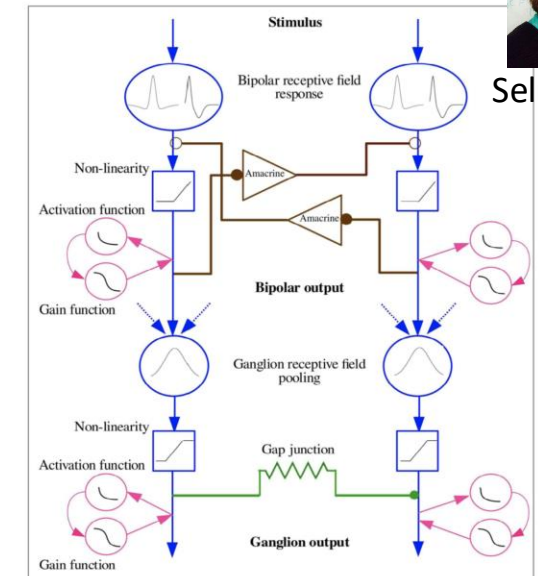 Stimulus
Bipolar receptive field
response
Sel
Non-linearity
Amacrine
Activation function
Amacrine
Bipolar output
Gain function
Ganglion receptive field
pooling
Non-linearity
Gap junction
Activation function
Ganglion output
Gain function